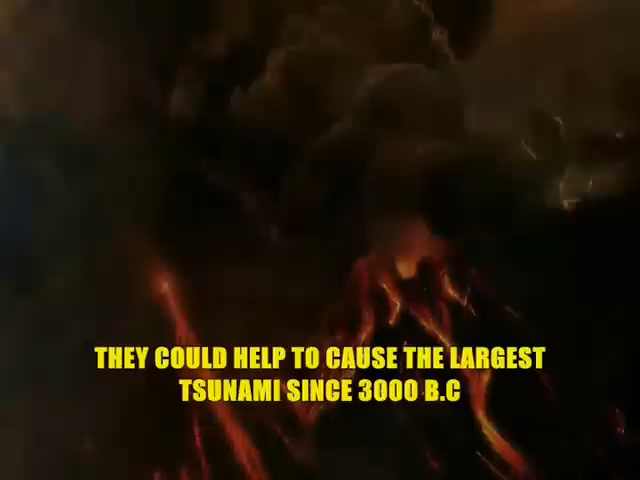 THEY COULD HELP TO CAUSE THE LARGEST
TSUNAMI SINCE 3000 B.C